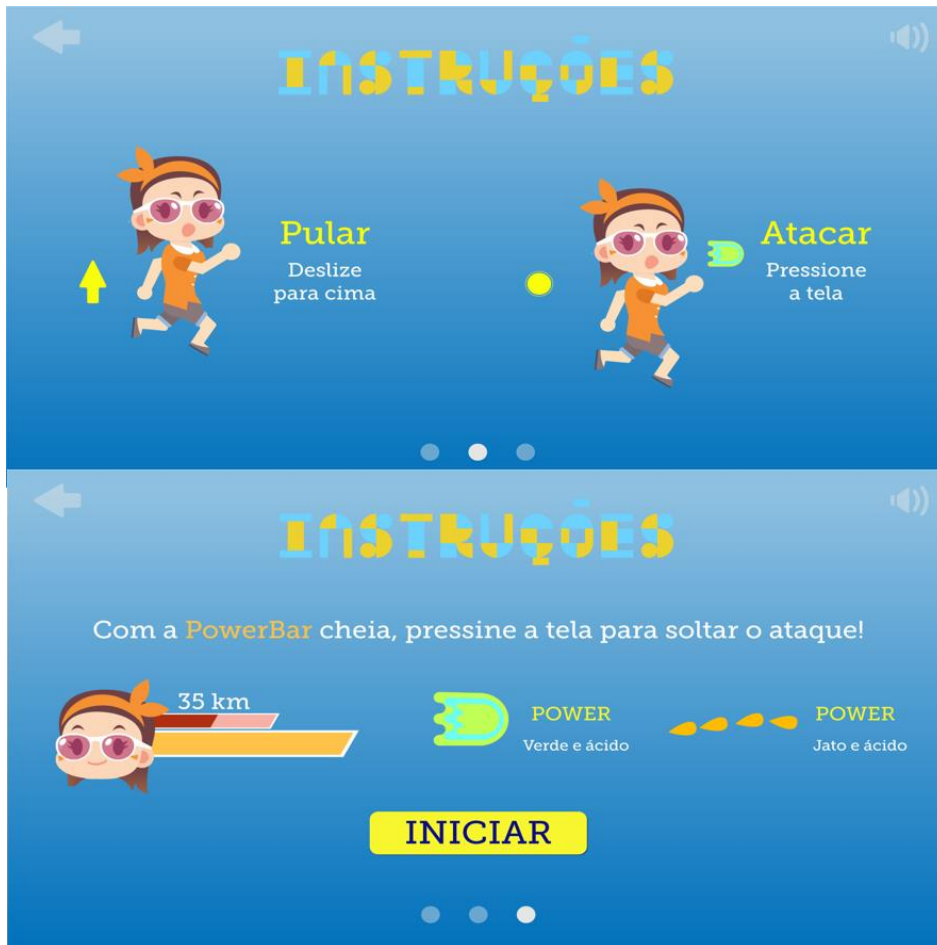 INSTRUÇÕES
Pular
Deslize
para cima
Atacar
Pressione
a tela
INSTRUÇÕES
Com a PowerBar cheia, pressine a tela para soltar o ataque!
35 km
POWER
Verde e ácido
POWER
Jato e ácido
INICIAR